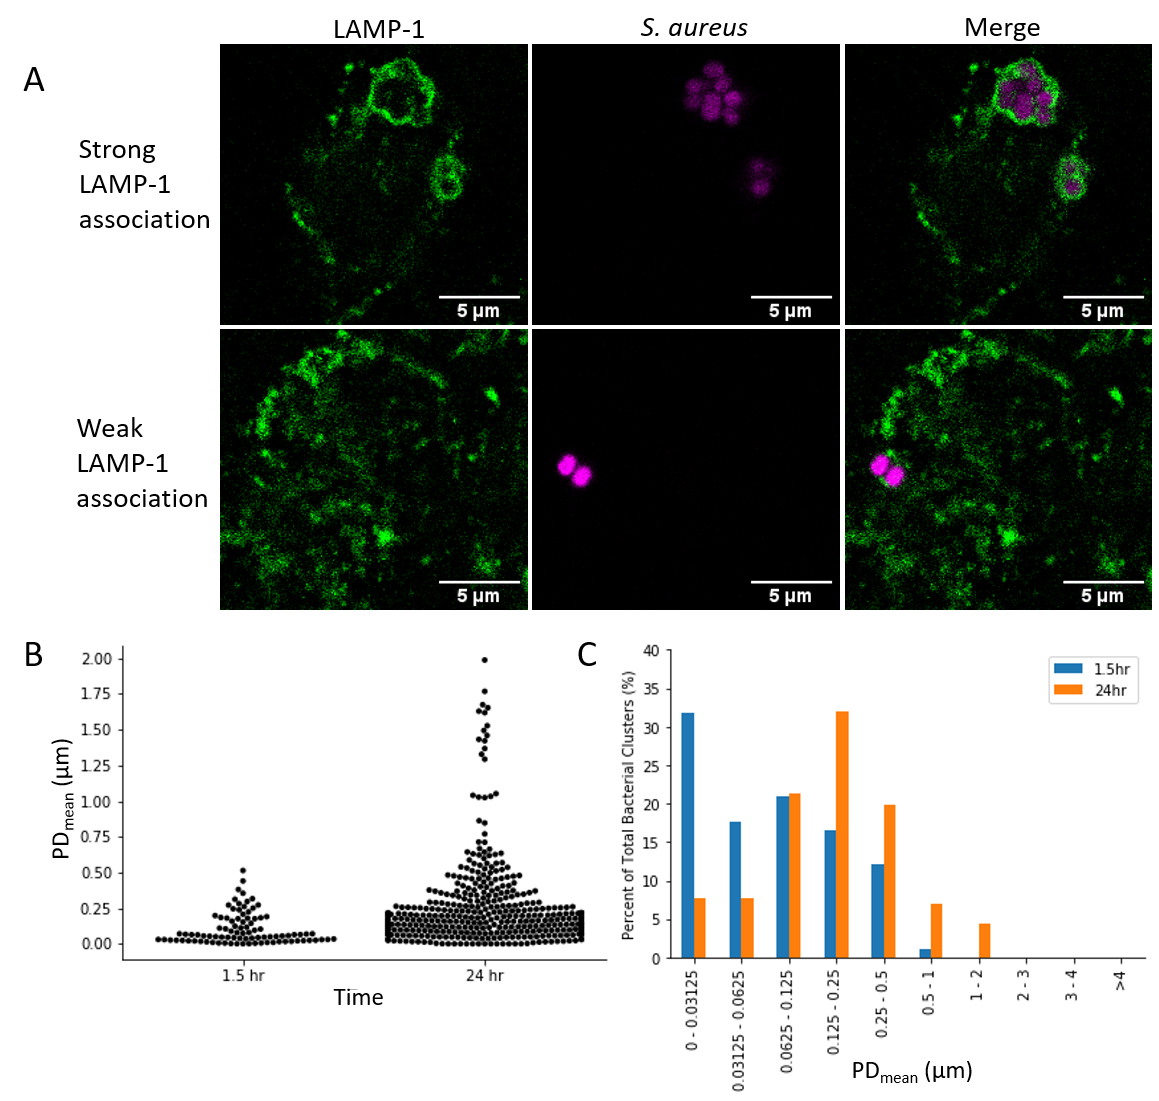 LAMP-1
S. aureus
Merge
A
Strong
LAMP-1
association
5 µm
5 µm
5 µm
Weak
LAMP-1
association
5 µm
5 µm
5 µm
B
2.00
1.75
1.50
1.25
1.00
0.75
0.50
0.25
0.00
PDmean (µm)
1.5 hr
24 hr
Time
C
40
35
30
25
20
15
10
5
0
Percent of Total Bacterial Clusters (%)
1.5hr
24hr
0 - 0.03125
0.03125 - 0.0625
0.0625 - 0.125
0.125 - 0.25
0.25 - 0.5
0.5 - 1
1 - 2
2 - 3
3 - 4
>4
PDmean (µm)